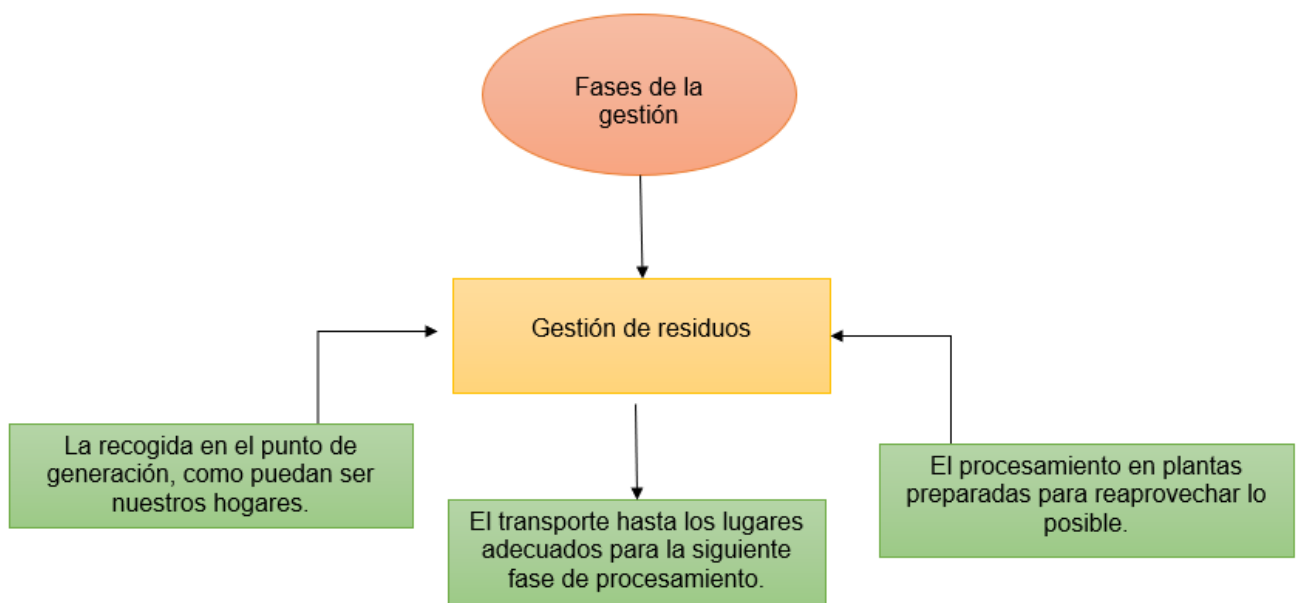 Fases de la
gestión
Gestión de residuos
La recogida en el punto de
generación, como puedan ser
nuestros hogares.
El transporte hasta los lugares
adecuados para la siguiente
fase de procesamiento.
El procesamiento en plantas
preparadas para reaprovechar lo
posible.